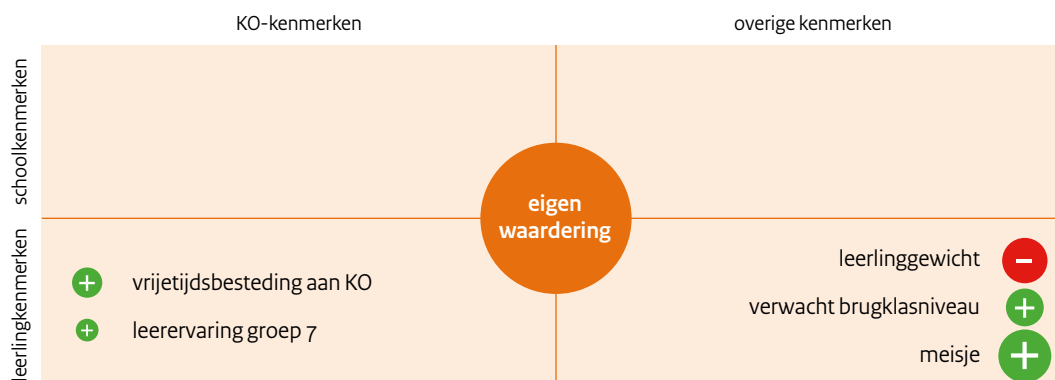 KO-kenmerken
overige kenmerken
schoolkenmerken
eigen
waardering
leerlingkenmerken
+ vrijetijdsbesteding aan KO
+ leerervaring groep 7
leerlinggewicht -
verwacht brugklasniveau +
meisje +